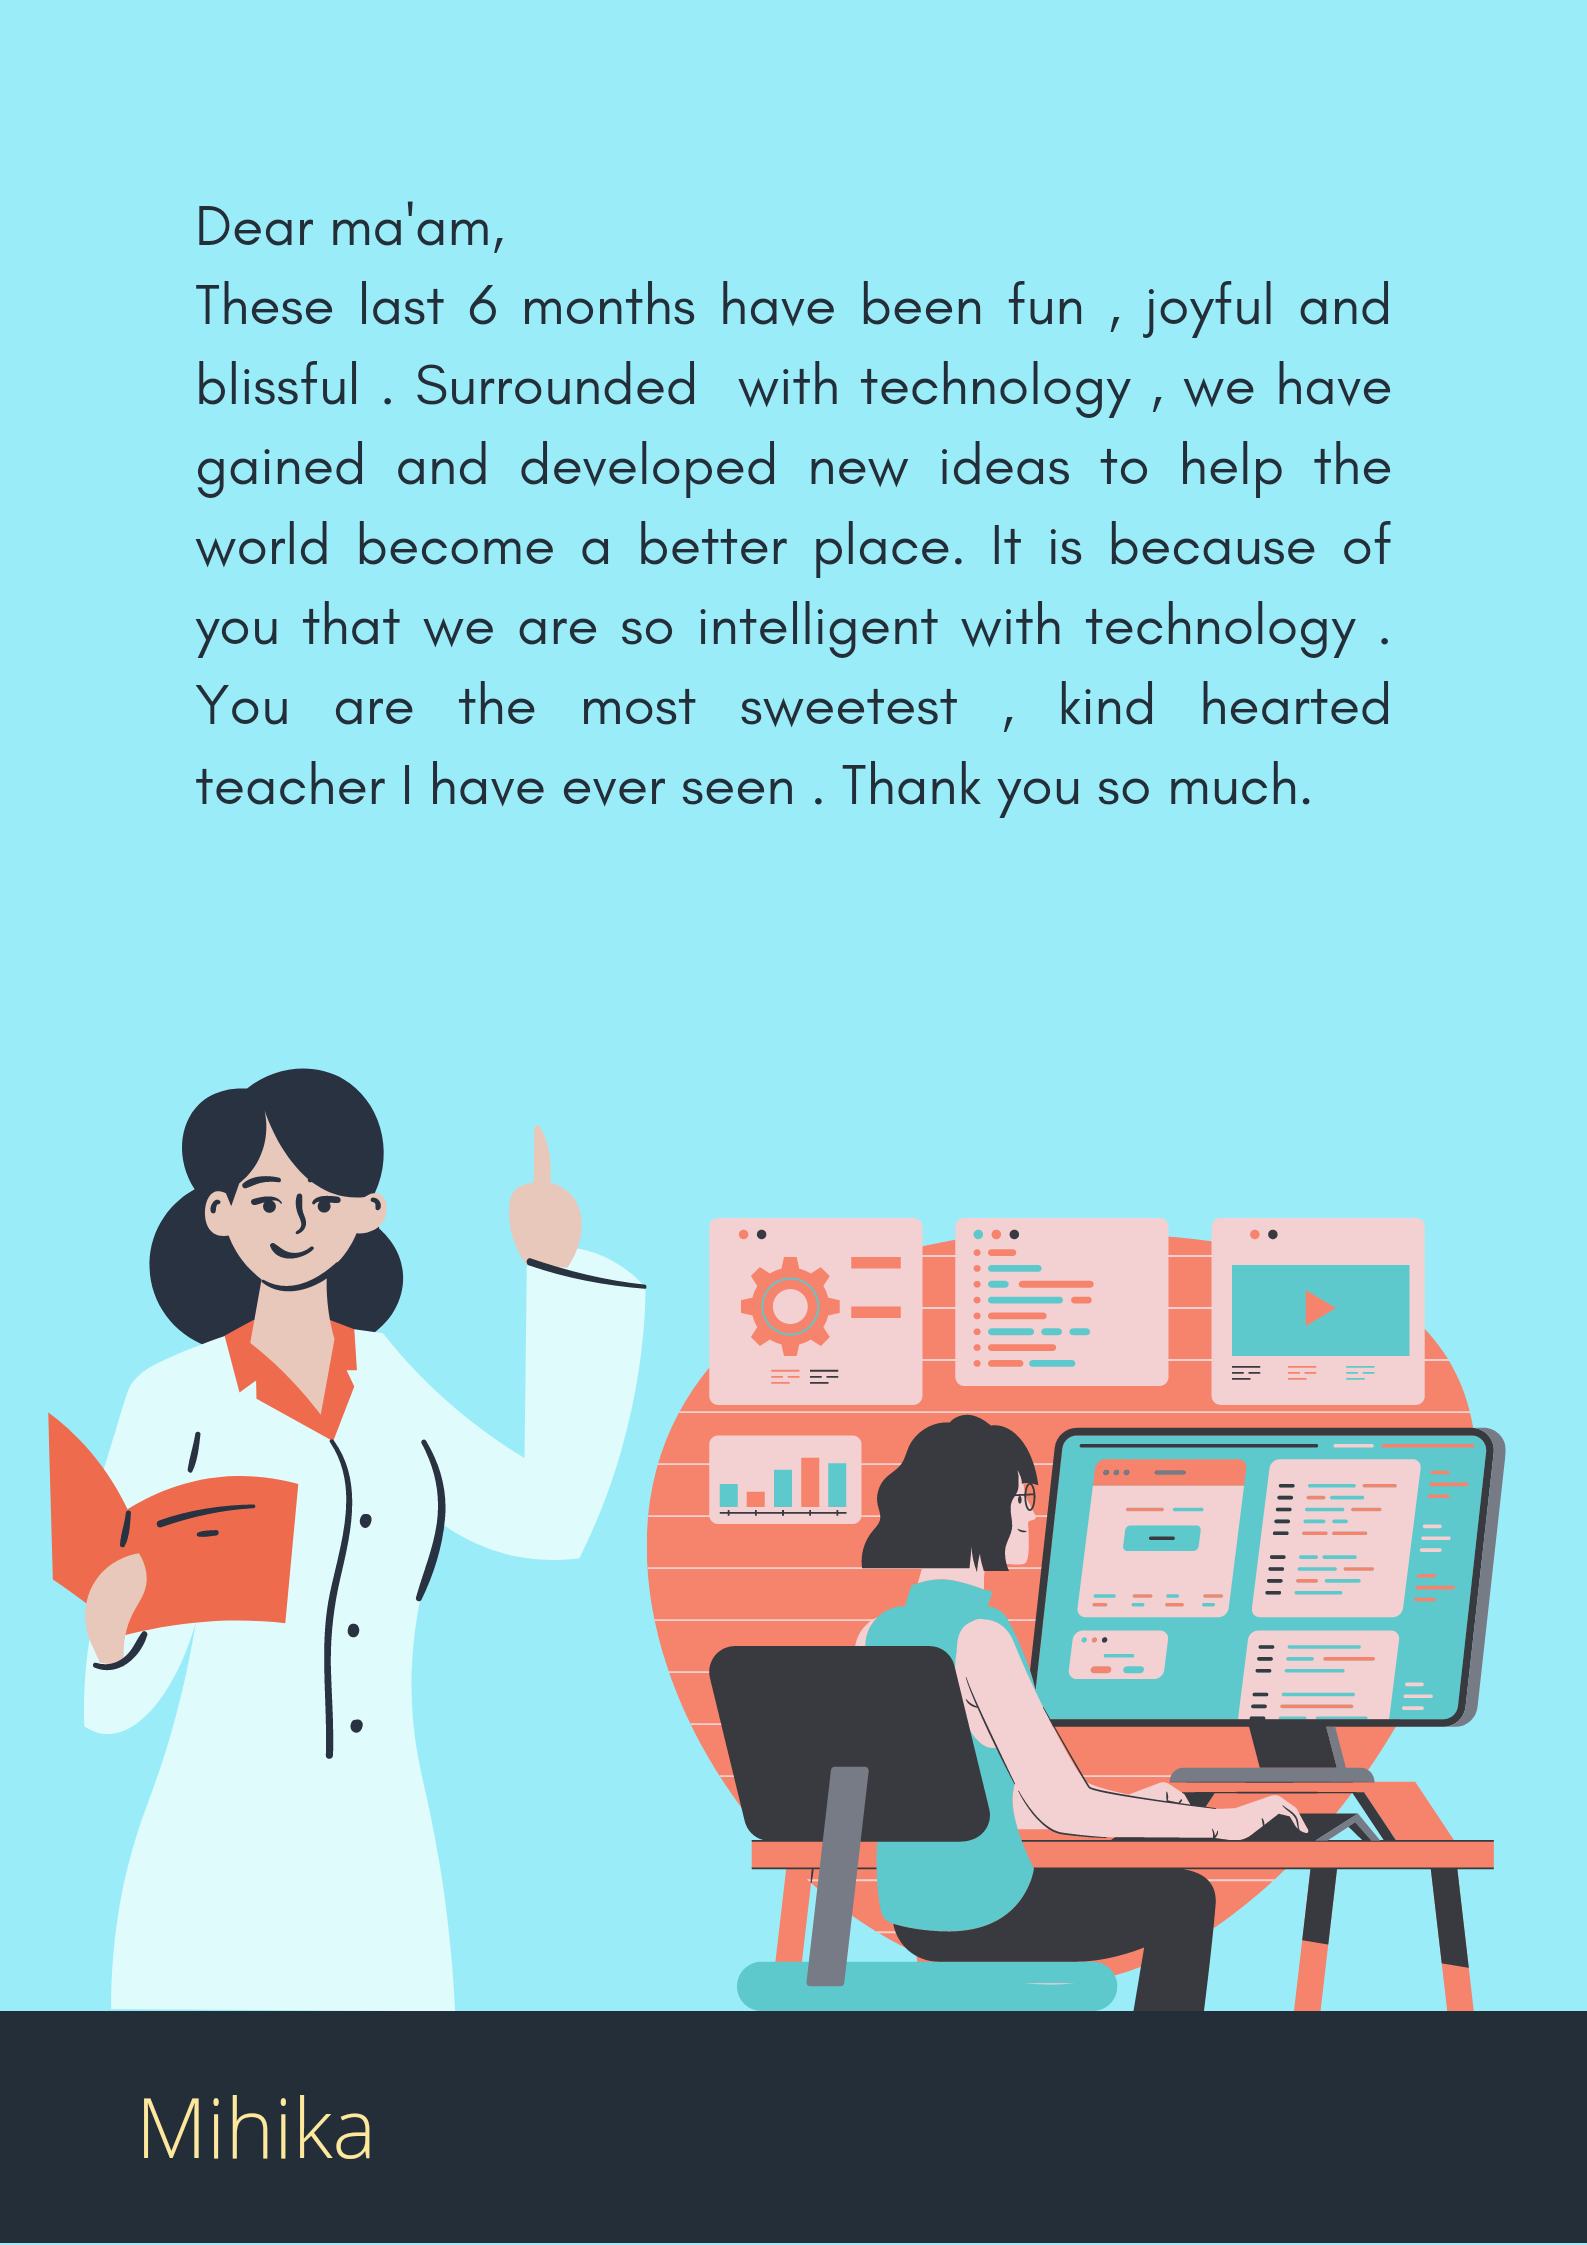 Dear ma'am,
These last 6 months have been fun , joyful and
blissful . Surrounded  with technology , we have
gained and developed new ideas to help the
world become a better place. It is because of
you that we are so intelligent with technology .
You are the most sweetest , kind hearted
teacher I have ever seen . Thank you so much.
Mihika